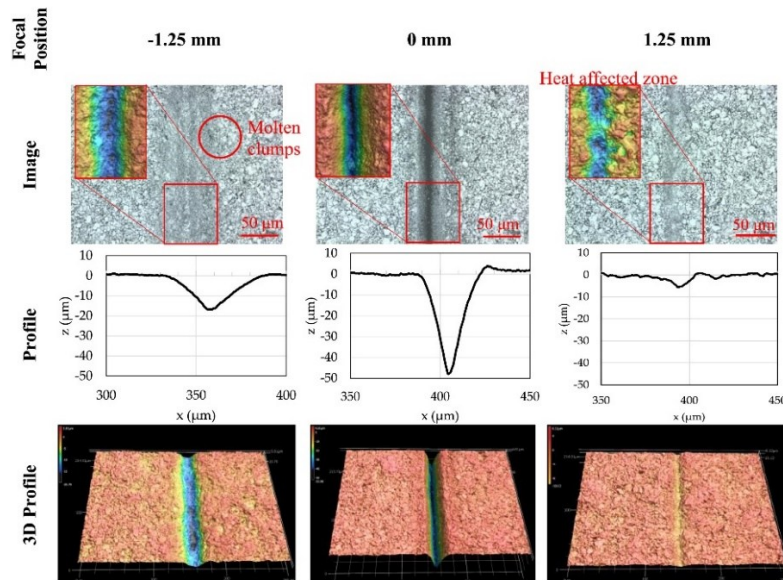 Focal Position
-1.25 mm
0 mm
1.25 mm
Image
Molten
clumps
50 μm
50 μm
Heat affected zone
50 μm
Profile
z (μm)
10
0
-10
-20
-30
-40
-50
300
350
400
x (μm)
z (μm)
10
0
-10
-20
-30
-40
-50
350
400
450
x (μm)
z (μm)
10
0
-10
-20
-30
-40
-50
350
400
450
x (μm)
3D Profile